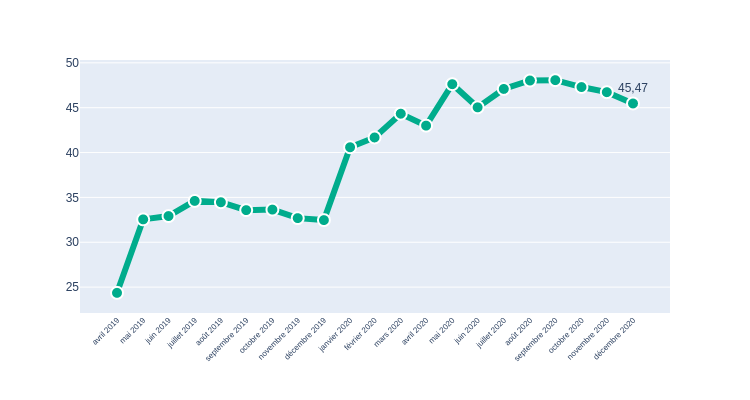 50
45
40
35
30
25
45,47
avril 2019
mai 2019
juin 2019
juillet 2019
août 2019
septembre 2019
octobre 2019
novembre 2019
décembre 2019
janvier 2020
février 2020
mars 2020
avril 2020
mai 2020
juin 2020
juillet 2020
août 2020
septembre 2020
octobre 2020
novembre 2020
décembre 2020